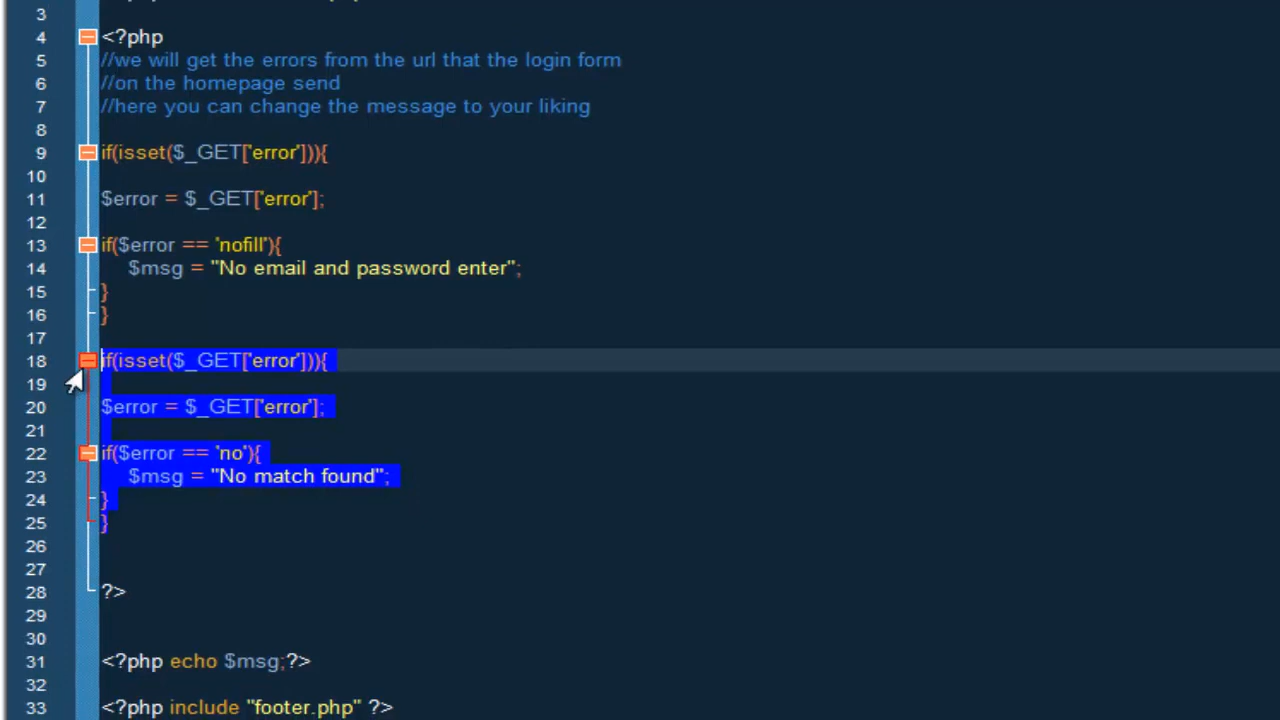 3
4 <?php
5 //we will get the errors from the url that the login form
6 //on the homepage send
7 //here you can change the message to your liking
8
9 if(isset($_GET['error'])){
10
11 $error = $_GET['error'];
12
13 if($error == 'nofill'){
14 $msg = "No email and password enter";
15 }
16 }
17
18 if(isset($_GET['error'])){
19
20 $error = $_GET['error'];
21
22 if($error == 'no'){
23 $msg = "No match found";
24 }
25 }
26
27
28 ?>
29
30
31 <?php echo $msg;?>
32
33 <?php include "footer.php" ?>